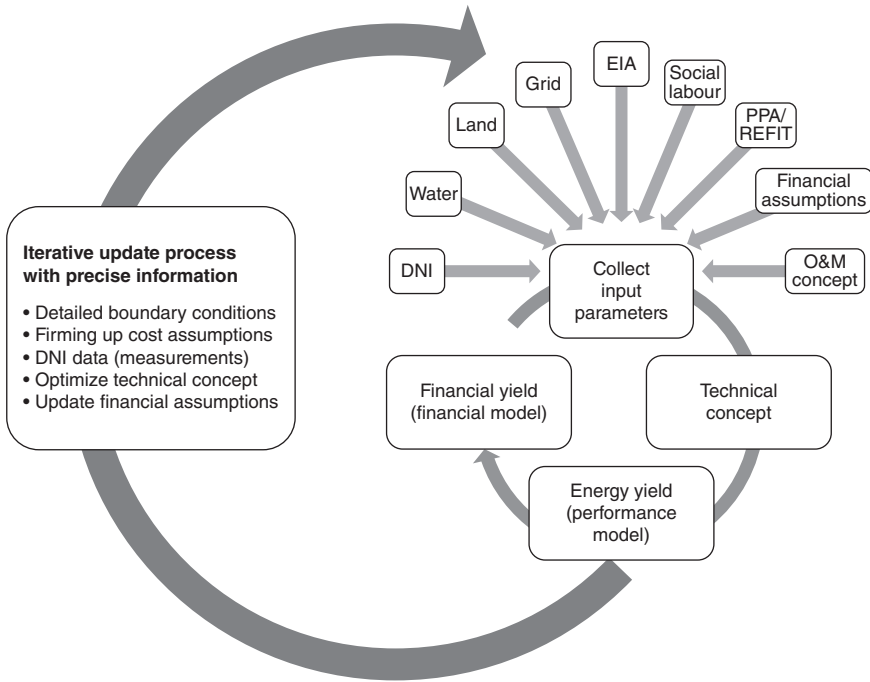 EIA
Grid
Social
labour
Land
PPA/
REFIT
Water
Financial
assumptions
DNI
Collect
input
parameters
O&M
concept
Iterative update process
with precise information
• Detailed boundary conditions
• Firming up cost assumptions
• DNI data (measurements)
• Optimize technical concept
• Update financial assumptions
Financial yield
(financial model)
Technical
concept
Energy yield
(performance
model)